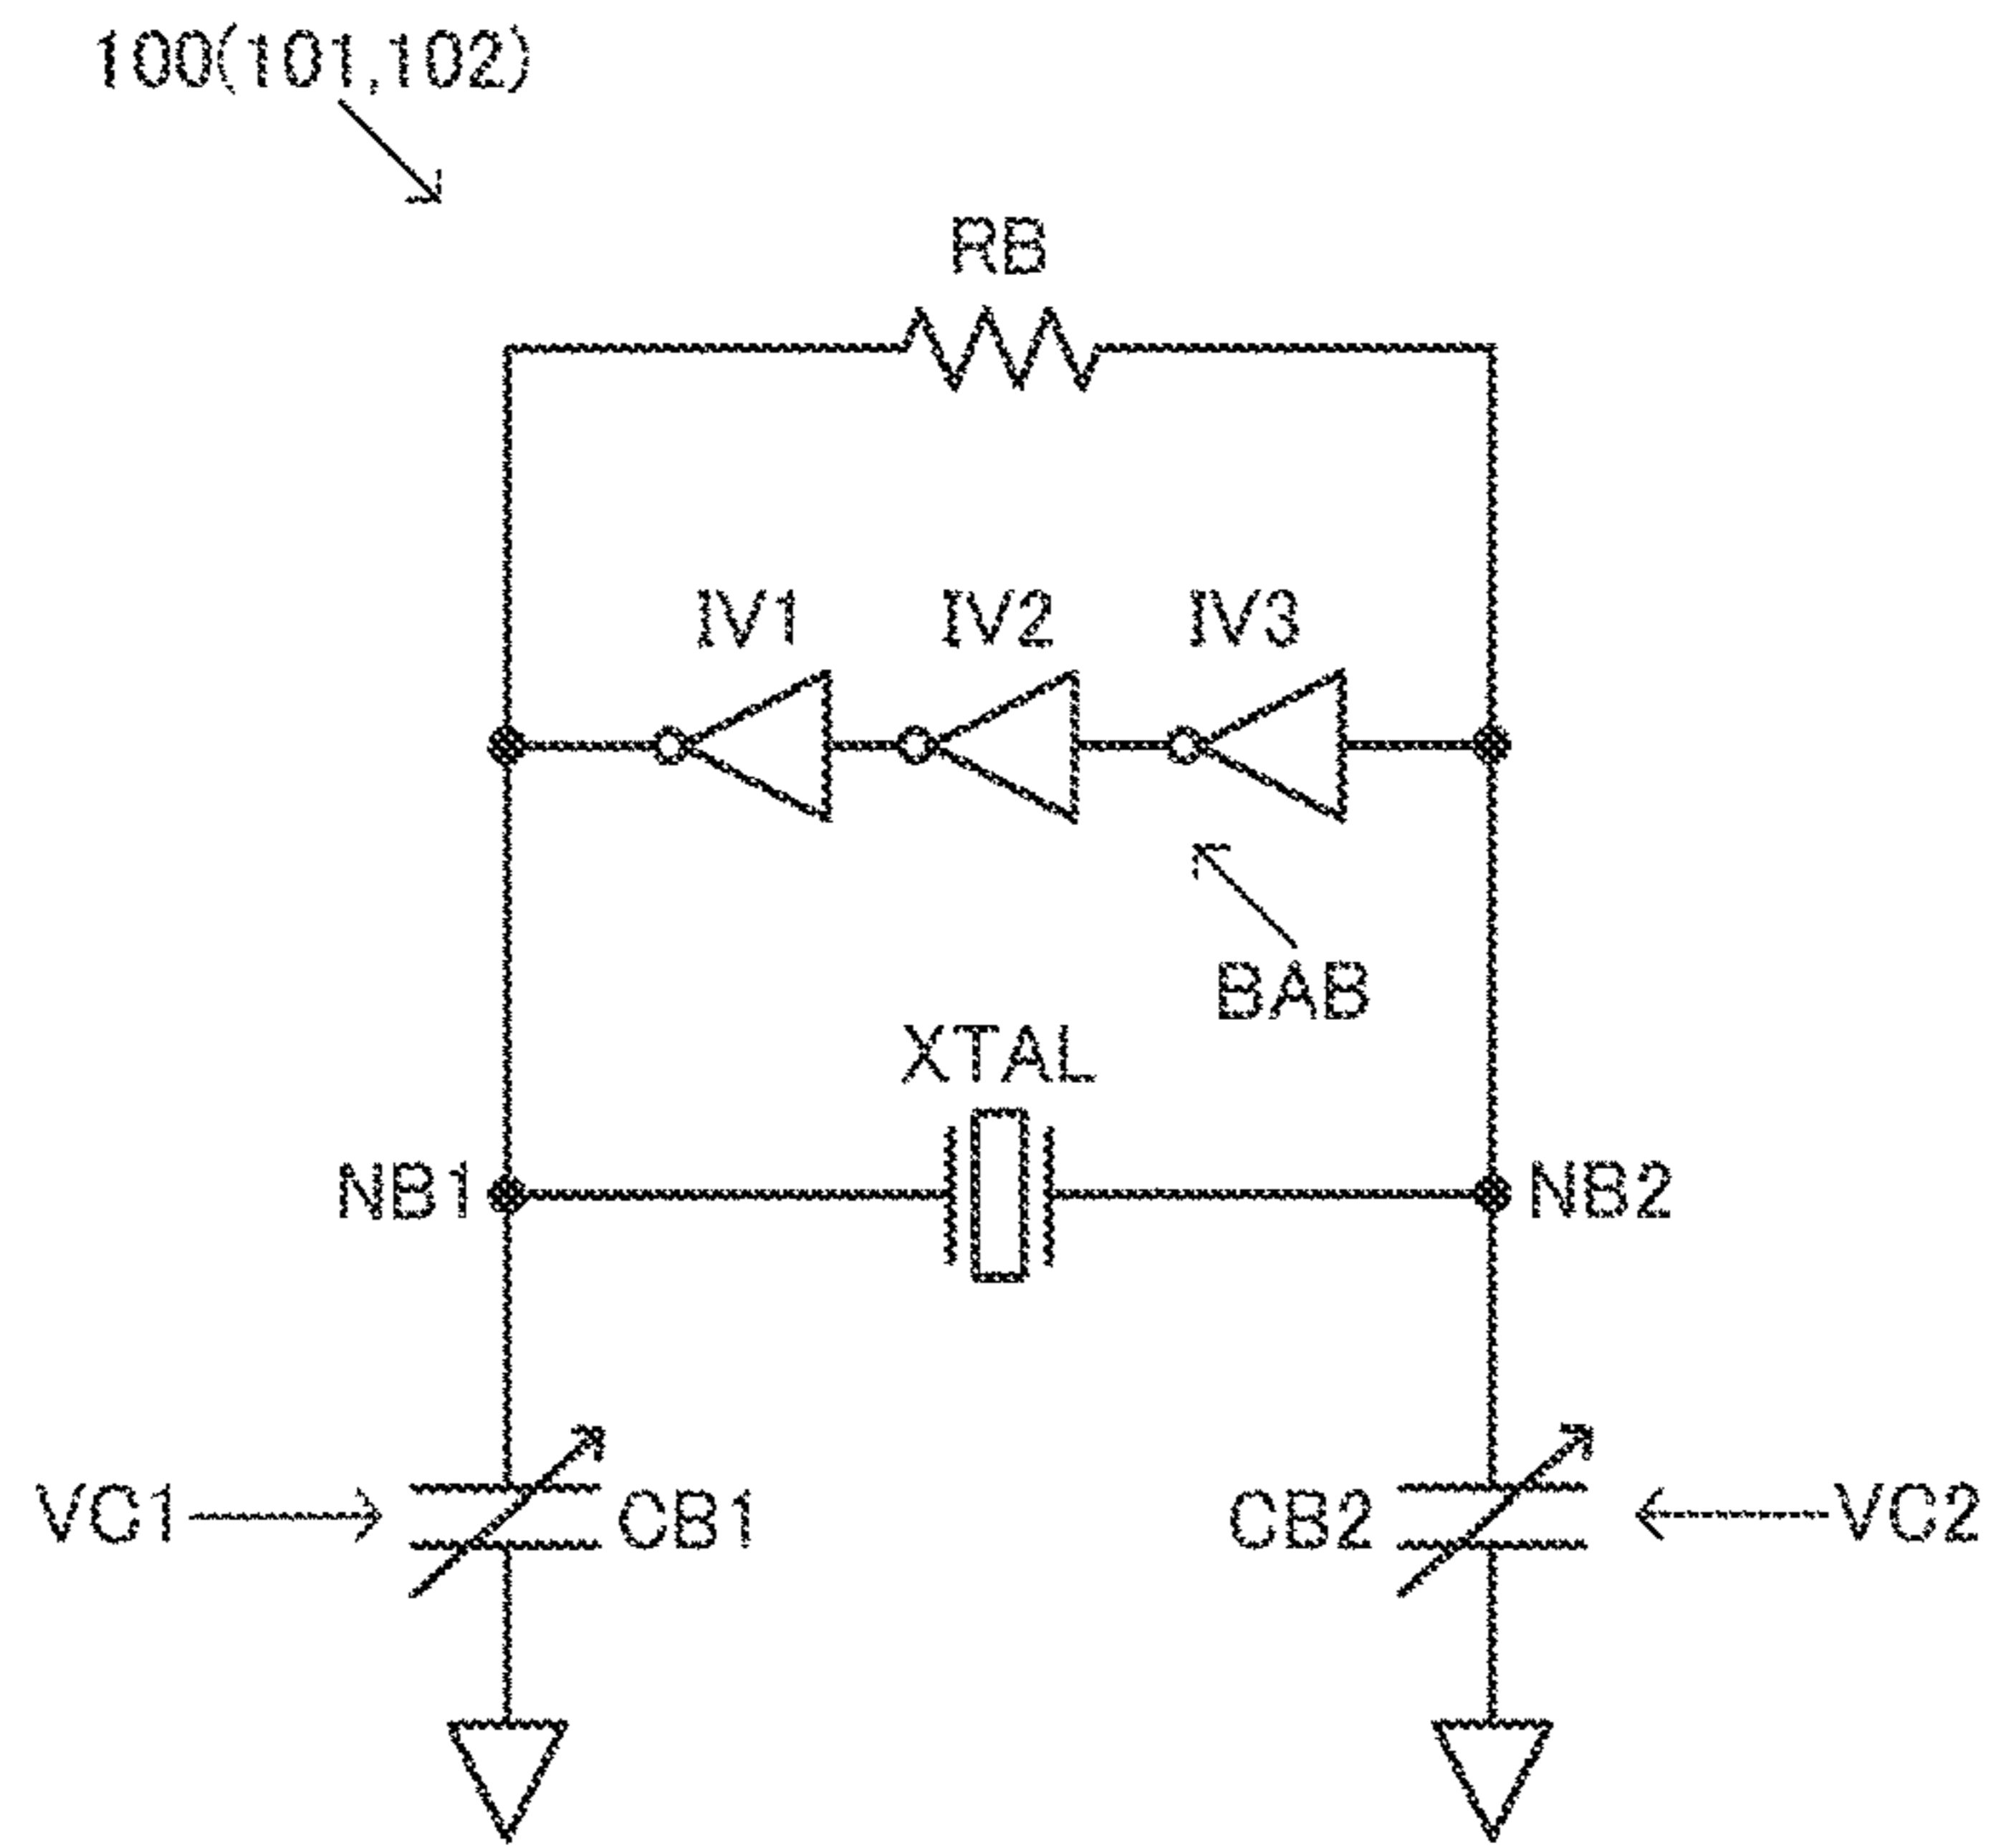 100(101,102)
RB
IV1 IV2 IV3
BAB
XTAL
NB1 NB2
VC1 CB1 CB2 VC2